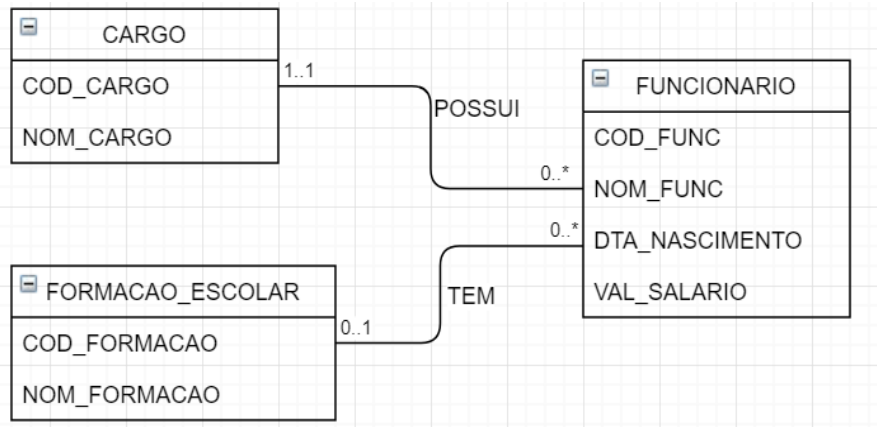 CARGO
COD_CARGO
NOM_CARGO
1..1
POSSUI
0..*
FUNCIONARIO
COD_FUNC
NOM_FUNC
DTA_NASCIMENTO
VAL_SALARIO
0..*
TEM
0..1
FORMACAO_ESCOLAR
COD_FORMACAO
NOM_FORMACAO